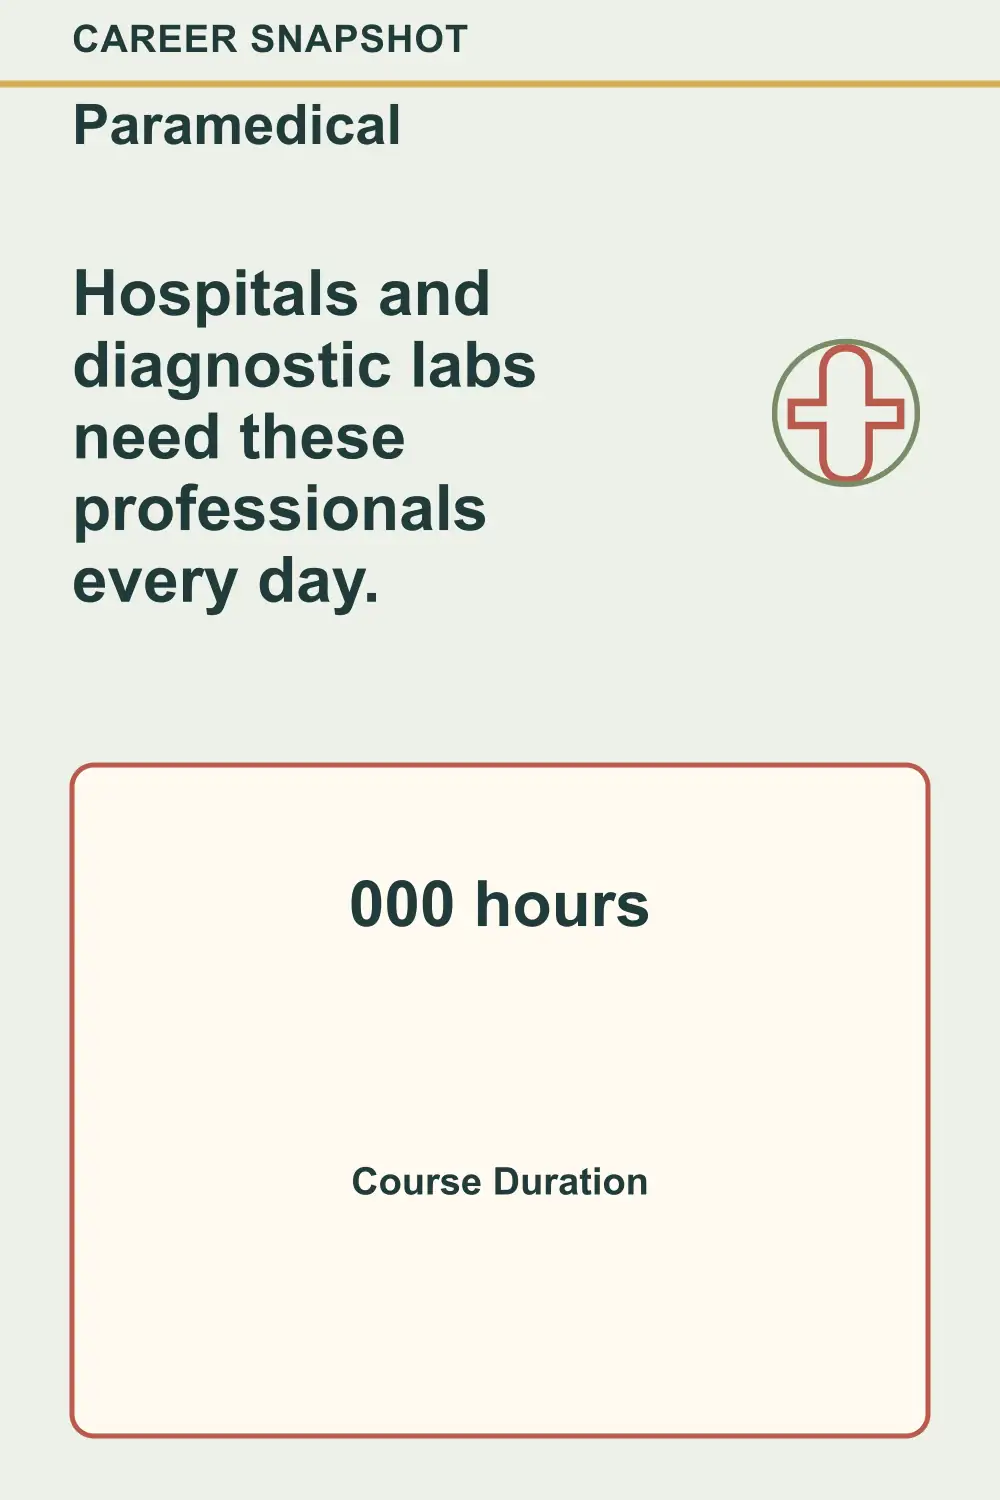 CAREER SNAPSHOT
Paramedical
Hospitals and
diagnostic labs
need these
professionals
every day.
000 hours
Course Duration